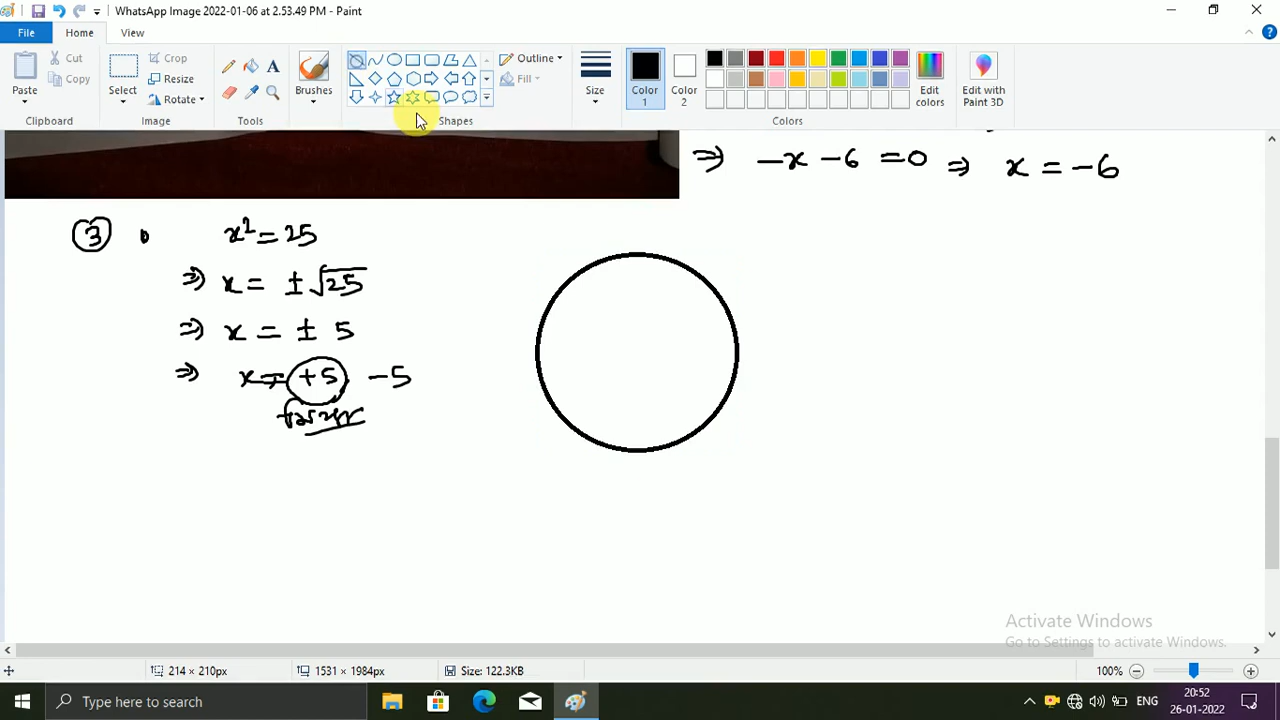 WhatsApp Image 2022-01-06 at 2.53.49 PM - Paint
File
Home
View
Paste
Cut
Copy
Clipboard
Select
Crop
Resize
Rotate
Image
Tools
Brushes
Shapes
Outline
Fill
Size
Color 1
Color 2
Edit colors
Edit with Paint 3D
Colors
⇒ -x - 6 = 0 ⇒ x = -6
③ x² = 25
⇒ x = ± √25
⇒ x = ± 5
⇒ x = +5 -5
Activate Windows
Go to Settings to activate Windows.
214 × 210px
1531 × 1984px
Size: 122.3KB
100%
Type here to search
ENG
20:52
26-01-2022